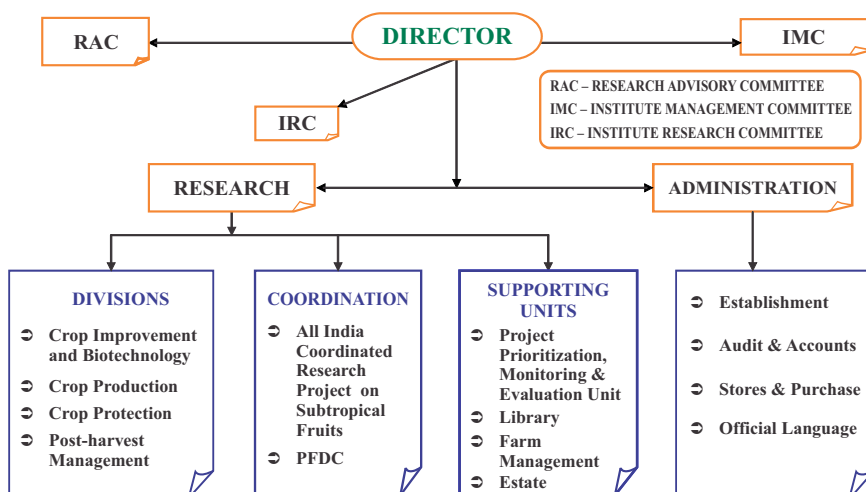 RAC
DIRECTOR
IMC
RAC – RESEARCH ADVISORY COMMITTEE
IMC – INSTITUTE MANAGEMENT COMMITTEE
IRC – INSTITUTE RESEARCH COMMITTEE
IRC
RESEARCH
ADMINISTRATION
DIVISIONS
➲ Crop Improvement
and Biotechnology
➲ Crop Production
➲ Crop Protection
➲ Post-harvest
Management
COORDINATION
➲ All India
Coordinated
Research
Project on
Subtropical
Fruits
➲ PFDC
SUPPORTING
UNITS
➲ Project
Prioritization,
Monitoring &
Evaluation Unit
➲ Library
➲ Farm
Management
➲ Estate
➲ Establishment
➲ Audit & Accounts
➲ Stores & Purchase
➲ Official Language